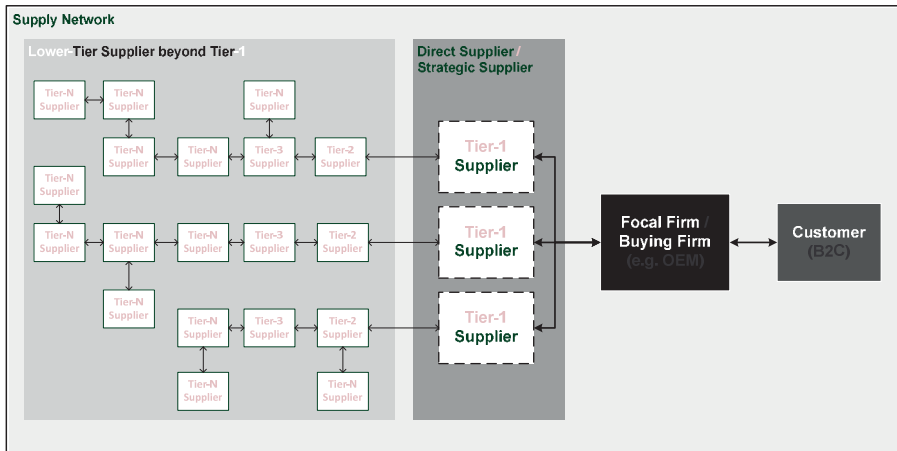 Supply Network
Lower-Tier Supplier beyond Tier-1
Direct Supplier /
Strategic Supplier
Tier-N
Supplier
Tier-N
Supplier
Tier-N
Supplier
Tier-N
Supplier
Tier-N
Supplier
Tier-3
Supplier
Tier-2
Supplier
Tier-1
Supplier
Tier-N
Supplier
Tier-N
Supplier
Tier-N
Supplier
Tier-N
Supplier
Tier-3
Supplier
Tier-2
Supplier
Tier-1
Supplier
Focal Firm /
Buying Firm
(e.g. OEM)
Customer
(B2C)
Tier-N
Supplier
Tier-N
Supplier
Tier-3
Supplier
Tier-2
Supplier
Tier-1
Supplier
Tier-N
Supplier
Tier-N
Supplier